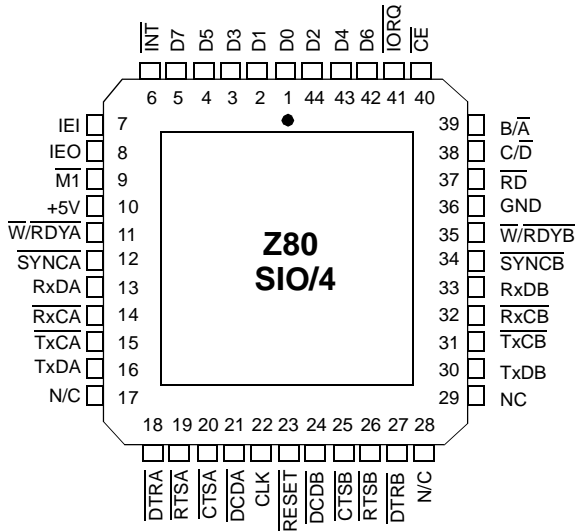 INT D7 D5 D3 D1 D0 D2 D4 D6 IORQ CE
6 5 4 3 2 1 44 43 42 41 40
IEI 7 39 B/A
IEO 8 38 C/D
M1 9 37 RD
+5V 10 36 GND
W/RDYA 11 35 W/RDYB
SYNCA 12 34 SYNCB
RxDA 13 33 RxDB
RxCA 14 32 RxCB
TxCA 15 31 TxCB
TxDA 16 30 TxDB
N/C 17 29 NC
Z80
SIO/4
18 19 20 21 22 23 24 25 26 27 28
DTRA RTSA CTSA DCDA CLK RESET DCDB CTSB RTSB DTRB N/C